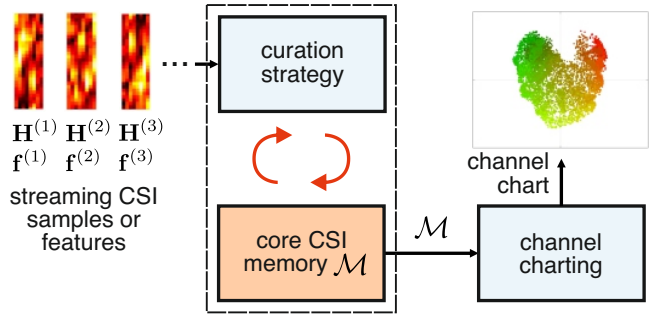 H(1) H(2) H(3)
f(1) f(2) f(3)
streaming CSI
samples or
features
curation
strategy
core CSI
memory ℳ
ℳ
channel
charting
channel
chart